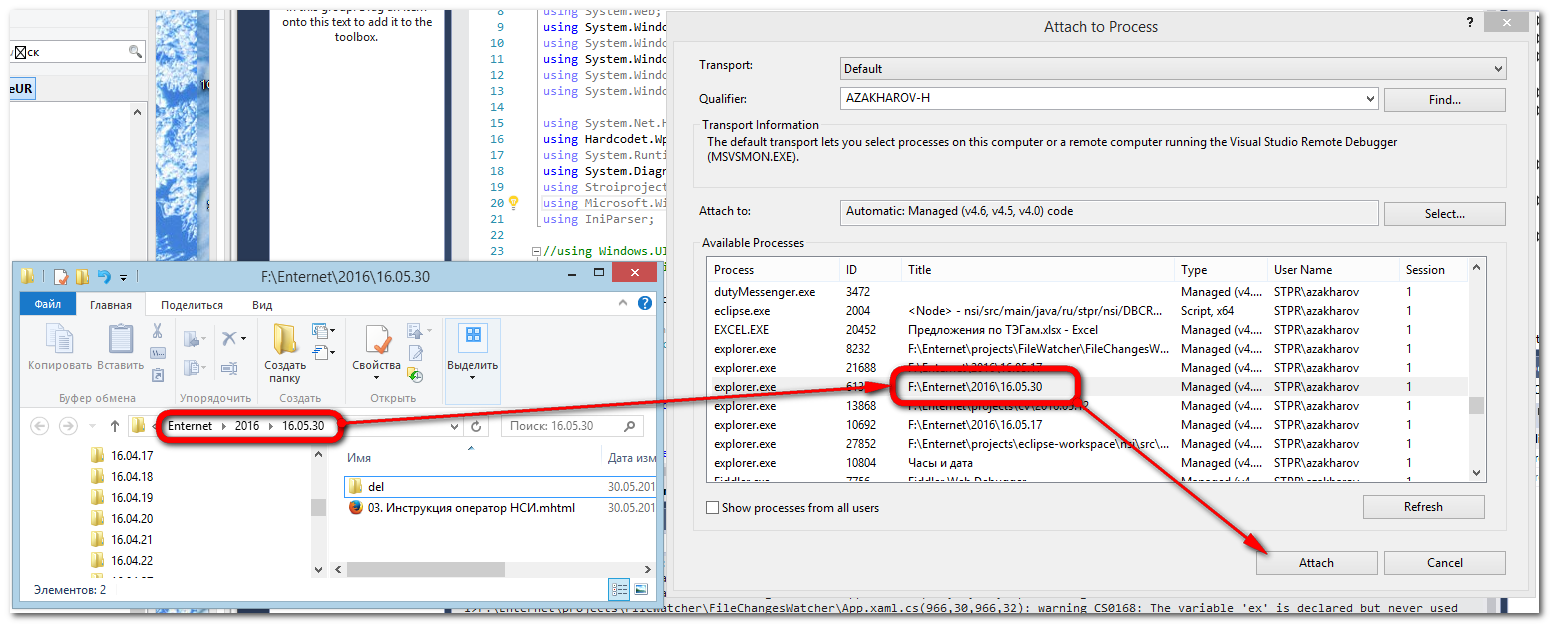 onto this text to add it to the
toolbox.
ск
eUR
8 using System.Web;
9 using System.Windo
10 using System.Windo
11 using System.Windo
12 using System.Windo
13 using System.Windo
14
15 using System.Net.H
16 using Hardcodet.Wp
17 using System.Runti
18 using System.Diagn
19 using Stroiproject
20 using Microsoft.Wi
21 using IniParser;
22
23 //using Windows.UI
F:\Enternet\2016\16.05.30
Файл Главная Поделиться Вид
Копировать Вставить
Создать
папку
Свойства
Выделить
Буфер обмена Упорядочить Создать Открыть
Enternet 2016 16.05.30
Поиск: 16.05.30
16.04.17
16.04.18
16.04.19
16.04.20
16.04.21
16.04.22
Имя Дата изм
del 30.05.201
03. Инструкция оператор НСИ.mhtml 30.05.201
Элементов: 2
Attach to Process
Transport: Default
Qualifier: AZAKHAROV-H Find...
Transport Information
The default transport lets you select processes on this computer or a remote computer running the Visual Studio Remote Debugger
(MSVSMON.EXE).
Attach to: Automatic: Managed (v4.6, v4.5, v4.0) code Select...
Available Processes
Process ID Title Type User Name Session
dutyMessenger.exe 3472 Managed (v4.... STPR\azakharov 1
eclipse.exe 2004 <Node> - nsi/src/main/java/ru/stpr/nsi/DBCR... Script, x64 STPR\azakharov 1
EXCEL.EXE 20452 Предложения по ТЭГам.xlsx - Excel Managed (v4.... STPR\azakharov 1
explorer.exe 8232 F:\Enternet\projects\FileWatcher\FileChangesW... Managed (v4.... STPR\azakharov 1
explorer.exe 21688 F:\Enternet\2016\16.05.17 Managed (v4.... STPR\azakharov 1
explorer.exe F:\Enternet\2016\16.05.30 Managed (v4.... STPR\azakharov 1
explorer.exe 13868 F:\Enternet\projects\cv\2016.05.12 Managed (v4.... STPR\azakharov 1
explorer.exe 10692 F:\Enternet\2016\16.05.17 Managed (v4.... STPR\azakharov 1
explorer.exe 27852 F:\Enternet\projects\eclipse-workspace\nsi\src\... Managed (v4.... STPR\azakharov 1
explorer.exe 10804 Часы и дата Managed (v4.... STPR\azakharov 1
Fiddler.exe 7756 Fiddler Web Debugger Managed (v4.... STPR\azakharov 1
Show processes from all users
Refresh
Attach Cancel
19>F:\Enternet\projects\FileWatcher\FileChangesWatcher\App.xaml.cs(966,30,966,32): warning CS0168: The variable 'ex' is declared but never used